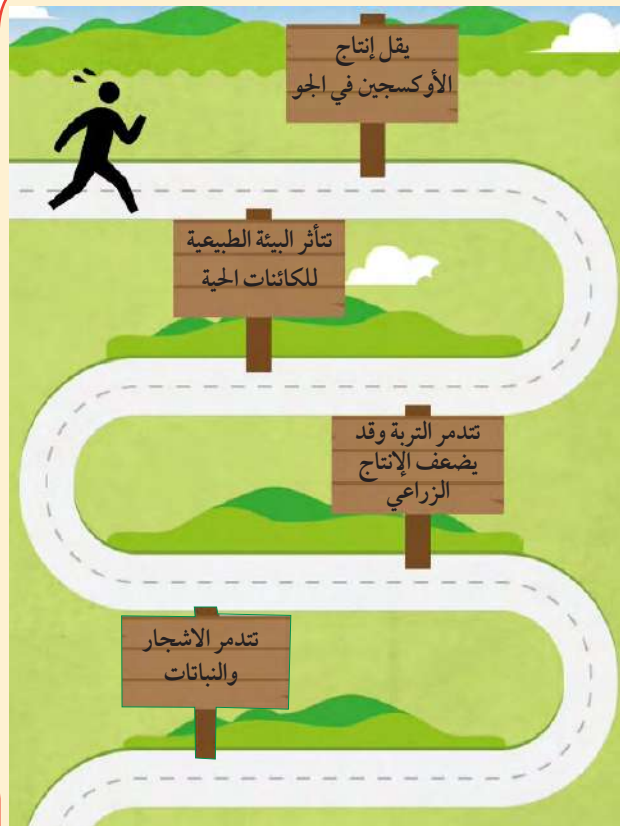 يقل إنتاج
الأوكسجين في الجو
تتأثر البيئة الطبيعية
للكائنات الحية
تتدمر التربة وقد
يضعف الإنتاج
الزراعي
تتدمر الاشجار
والنباتات